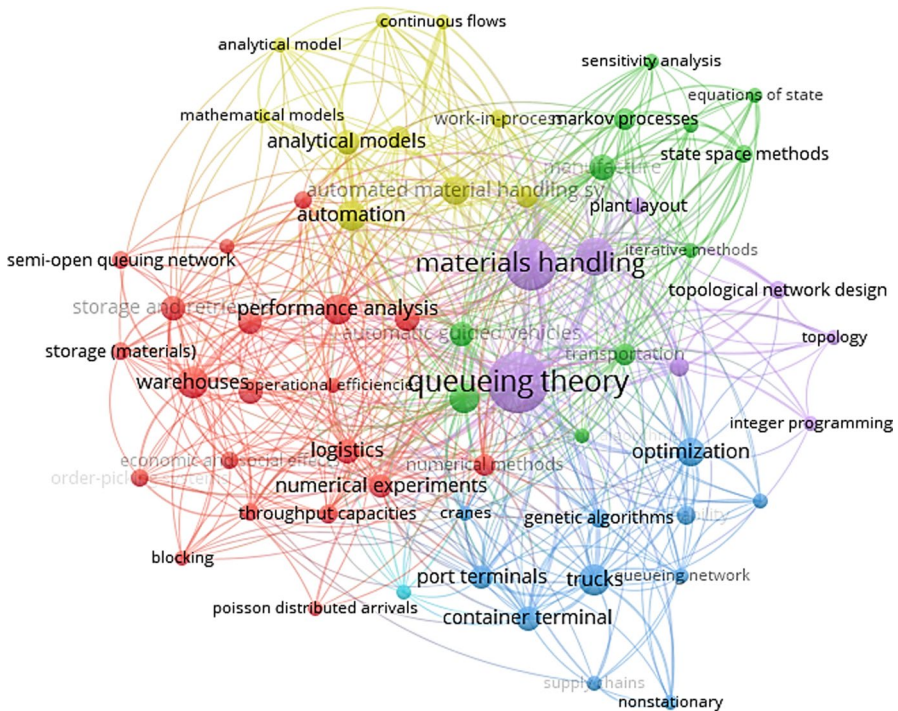 continuous flows
analytical model
sensitivity analysis
equations of state
mathematical models
work-in-process
markov processes
analytical models
state space methods
manufacture
automated material handling sy
plant layout
automation
iterative methods
semi-open queuing network
materials handling
topological network design
storage and retrie
performance analysis
automatic guided vehicles
topology
storage (materials)
transportation
warehouses
operational efficiencies
queueing theory
integer programming
logistics
optimization
economic and social effects
numerical methods
order-pic
numerical experiments
throughput capacities
cranes
genetic algorithms
blocking
port terminals
trucks
queueing network
poisson distributed arrivals
container terminal
supply chains
nonstationary